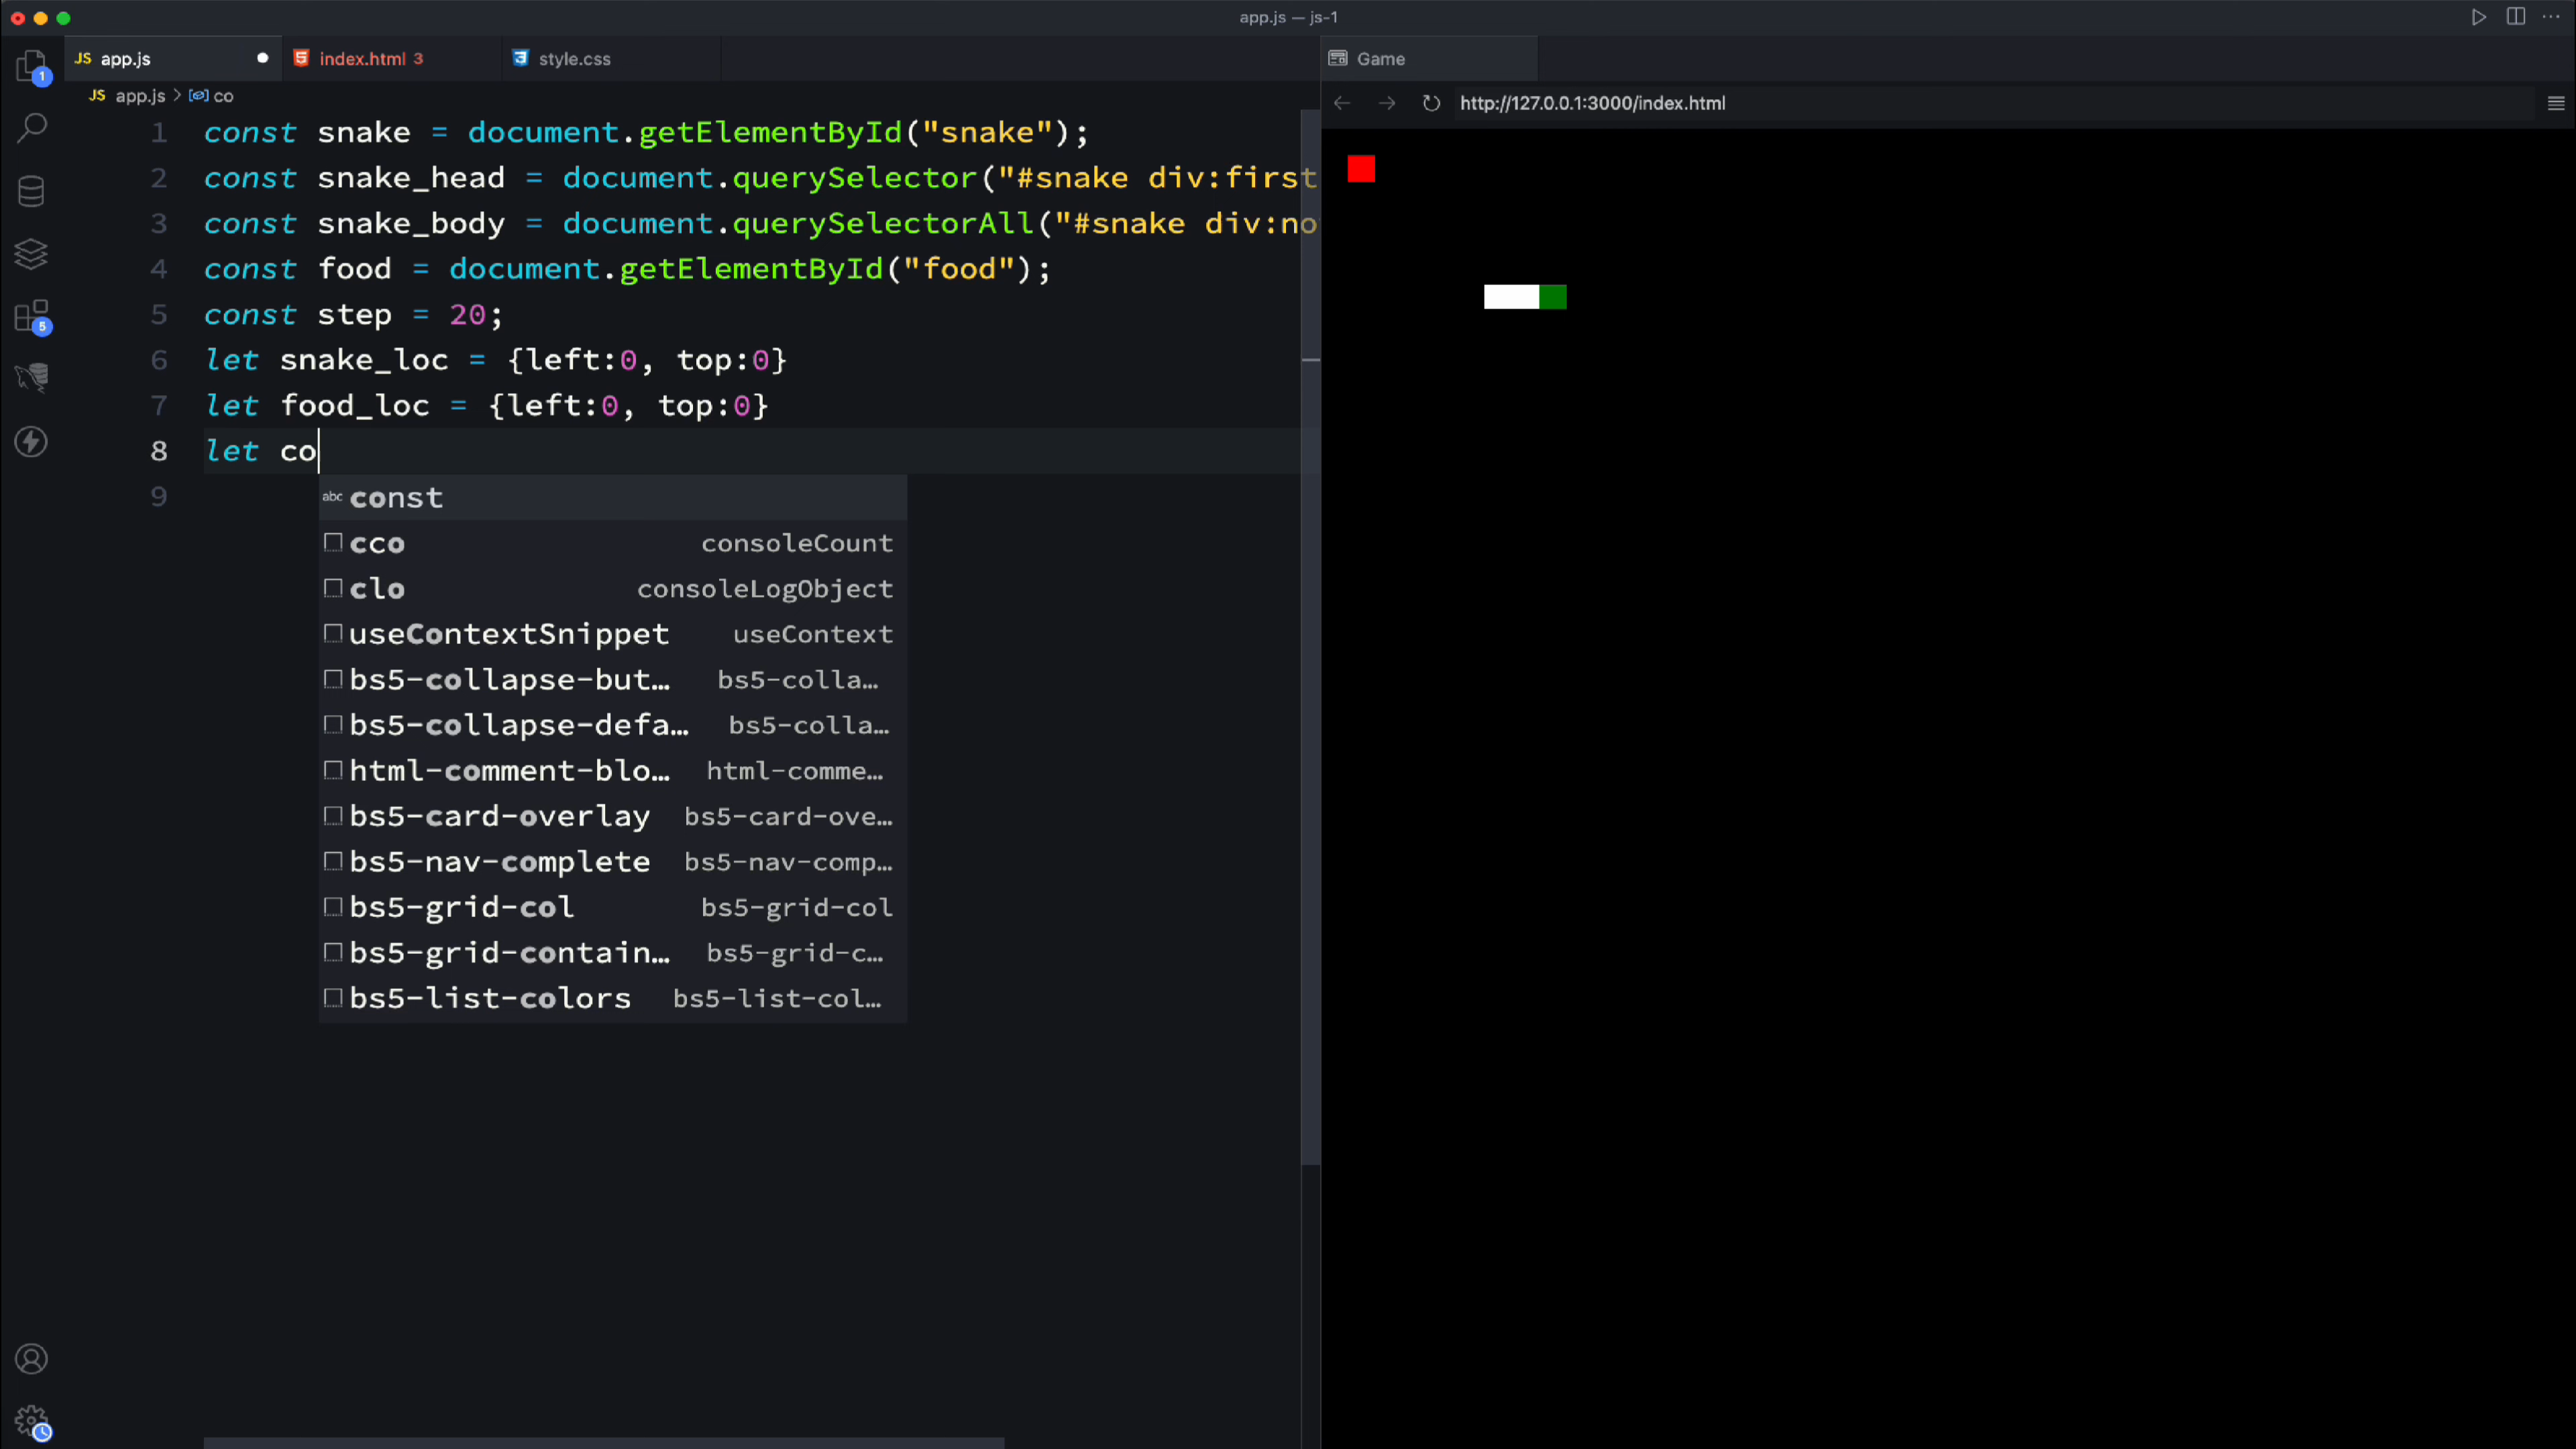 app.js — js-1
JS app.js
index.html 3
style.css
Game
JS app.js > co
http://127.0.0.1:3000/index.html
1 const snake = document.getElementById("snake");
2 const snake_head = document.querySelector("#snake div:first
3 const snake_body = document.querySelectorAll("#snake div:no
4 const food = document.getElementById("food");
5 const step = 20;
6 let snake_loc = {left:0, top:0}
7 let food_loc = {left:0, top:0}
8 let co
9
abc const
cco consoleCount
clo consoleLogObject
useContextSnippet useContext
bs5-collapse-but… bs5-colla…
bs5-collapse-defa… bs5-colla…
html-comment-blo… html-comme…
bs5-card-overlay bs5-card-ove…
bs5-nav-complete bs5-nav-comp…
bs5-grid-col bs5-grid-col
bs5-grid-contain… bs5-grid-c…
bs5-list-colors bs5-list-col…
1
5